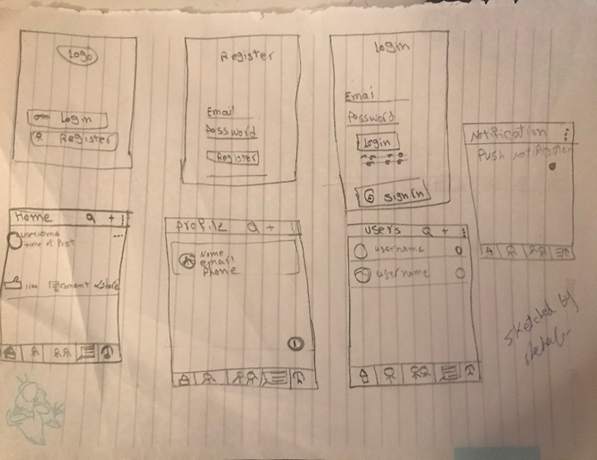 Logo
Login
Register
Register
Email
Password
Register
login
Email
Password
Login
G Sign In
Notification
Push notification
Home
username
time of Post
like
comment
share
Profile
Name
email
phone
users
username
username
sketched by